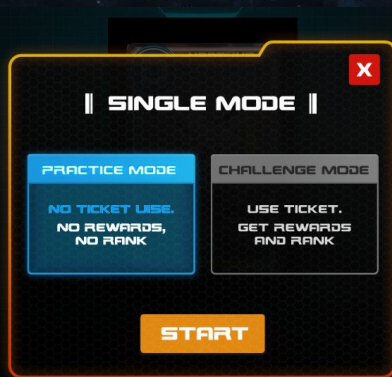 X
‖ SINGLE MODE ‖
PRACTICE MODE
NO TICKET UISE.
NO REWARDS,
NO RANK
CHALLENGE MODE
USE TICKET.
GET REWARDS
AND RANK
START